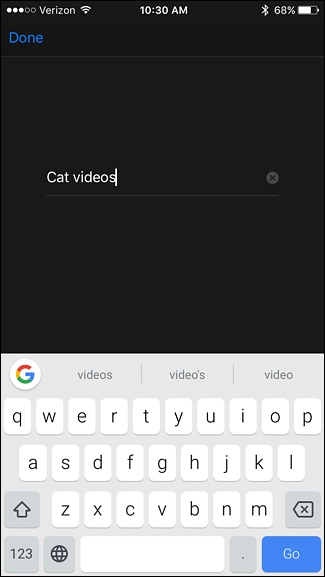 Verizon 10:30 AM 68%
Done
Cat videos
G videos video's video
q w e r t y u i o p
a s d f g h j k l
z x c v b n m
123 . Go